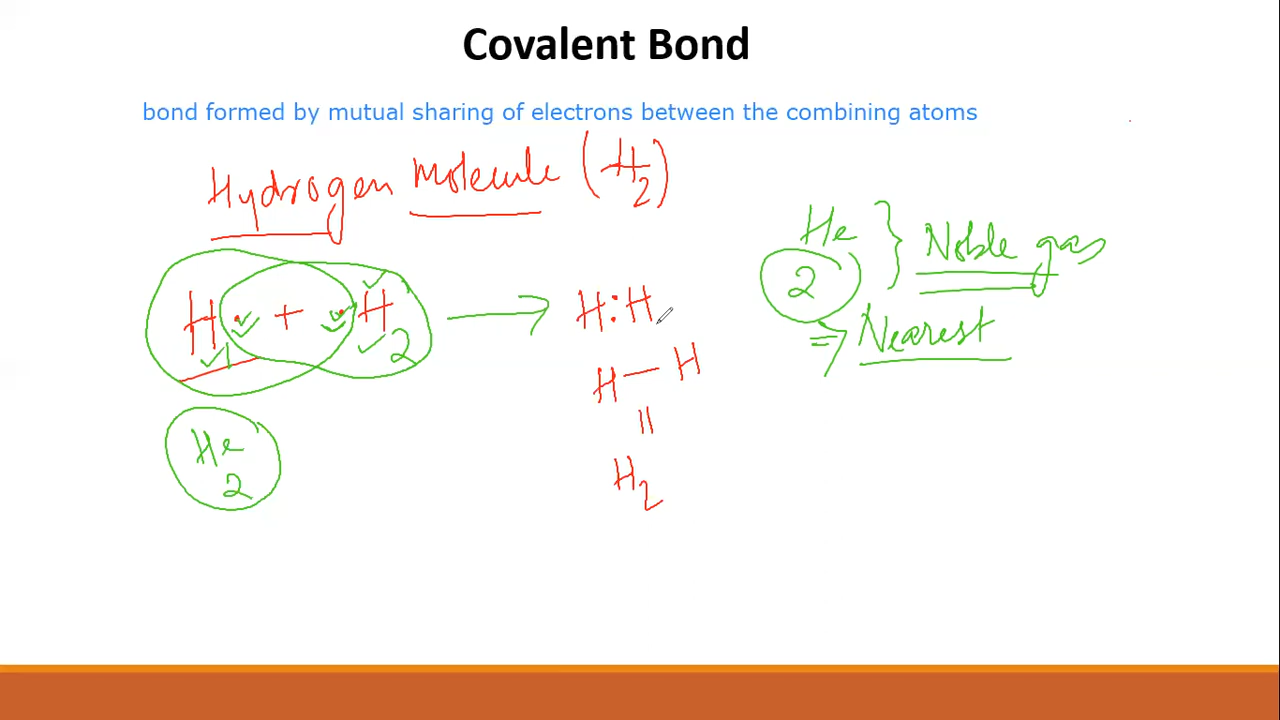 Covalent Bond
bond formed by mutual sharing of electrons between the combining atoms
Hydrogen Molecule (H2)
H. + .H
2
He
2
H:H
H—H
||
H2
He } Noble gas
2
=> Nearest